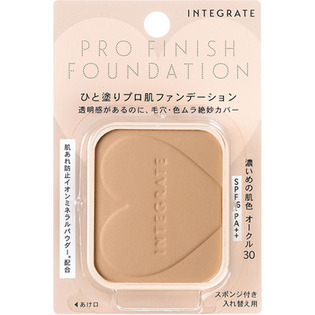 INTEGRATE
PRO FINISH
FOUNDATION
ひと塗りプロ肌ファンデーション
透明感があるのに、毛穴・色ムラ絶妙カバー
肌あれ防止イオンミネラルパウダー※配合
INTEGRATE
濃いめの肌色 オークル30
SPF16・PA++
スポンジ付き
入れ替え用
◀あけ口